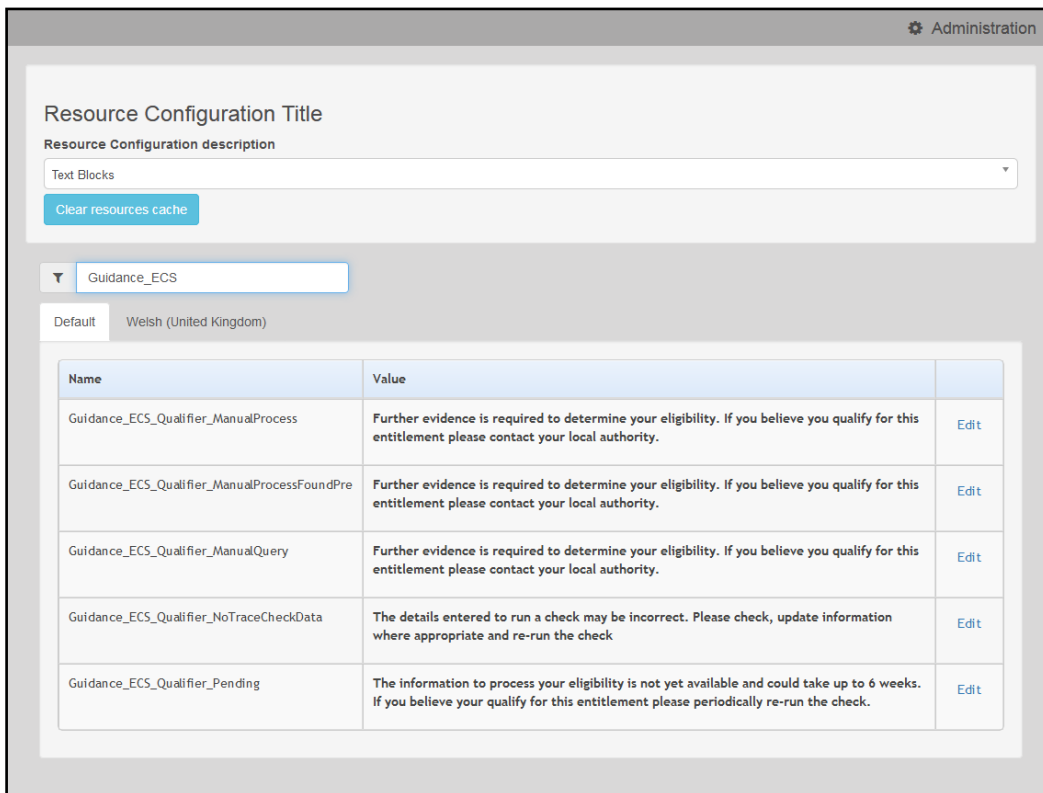 Administration
Resource Configuration Title
Resource Configuration description
Text Blocks
Clear resources cache
Guidance_ECS
Default Welsh (United Kingdom)
Name Value
Guidance_ECS_Qualifier_ManualProcess Further evidence is required to determine your eligibility. If you believe you qualify for this
entitlement please contact your local authority.
Edit
Guidance_ECS_Qualifier_ManualProcessFoundPre Further evidence is required to determine your eligibility. If you believe you qualify for this
entitlement please contact your local authority.
Edit
Guidance_ECS_Qualifier_ManualQuery Further evidence is required to determine your eligibility. If you believe you qualify for this
entitlement please contact your local authority.
Edit
Guidance_ECS_Qualifier_NoTraceCheckData The details entered to run a check may be incorrect. Please check, update information
where appropriate and re-run the check
Edit
Guidance_ECS_Qualifier_Pending The information to process your eligibility is not yet available and could take up to 6 weeks.
If you believe your qualify for this entitlement please periodically re-run the check.
Edit